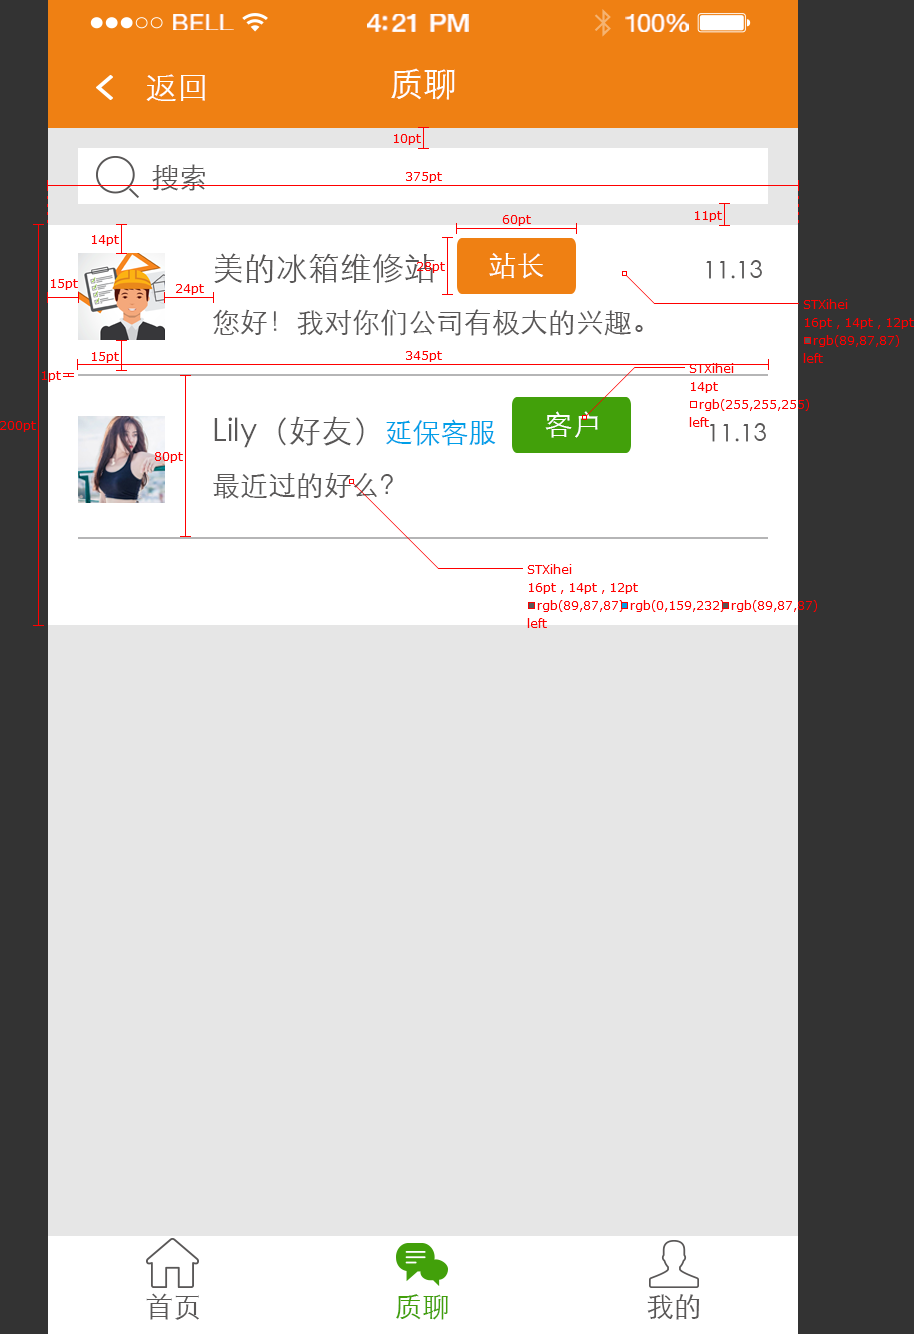 BELL 4:21 PM 100%
返回 质聊
10pt
搜索
375pt
11pt
60pt
14pt
美的冰箱维修站 28pt 站长 11.13
15pt
24pt
STXihei
16pt , 14pt , 12pt
rgb(89,87,87)
left
您好！我对你们公司有极大的兴趣。
15pt
345pt
1pt
STXihei
14pt
rgb(255,255,255)
left
200pt
Lily（好友）延保客服 客户 11.13
80pt
最近过的好么？
STXihei
16pt , 14pt , 12pt
rgb(89,87,87) rgb(0,159,232) rgb(89,87,87)
left
首页 质聊 我的